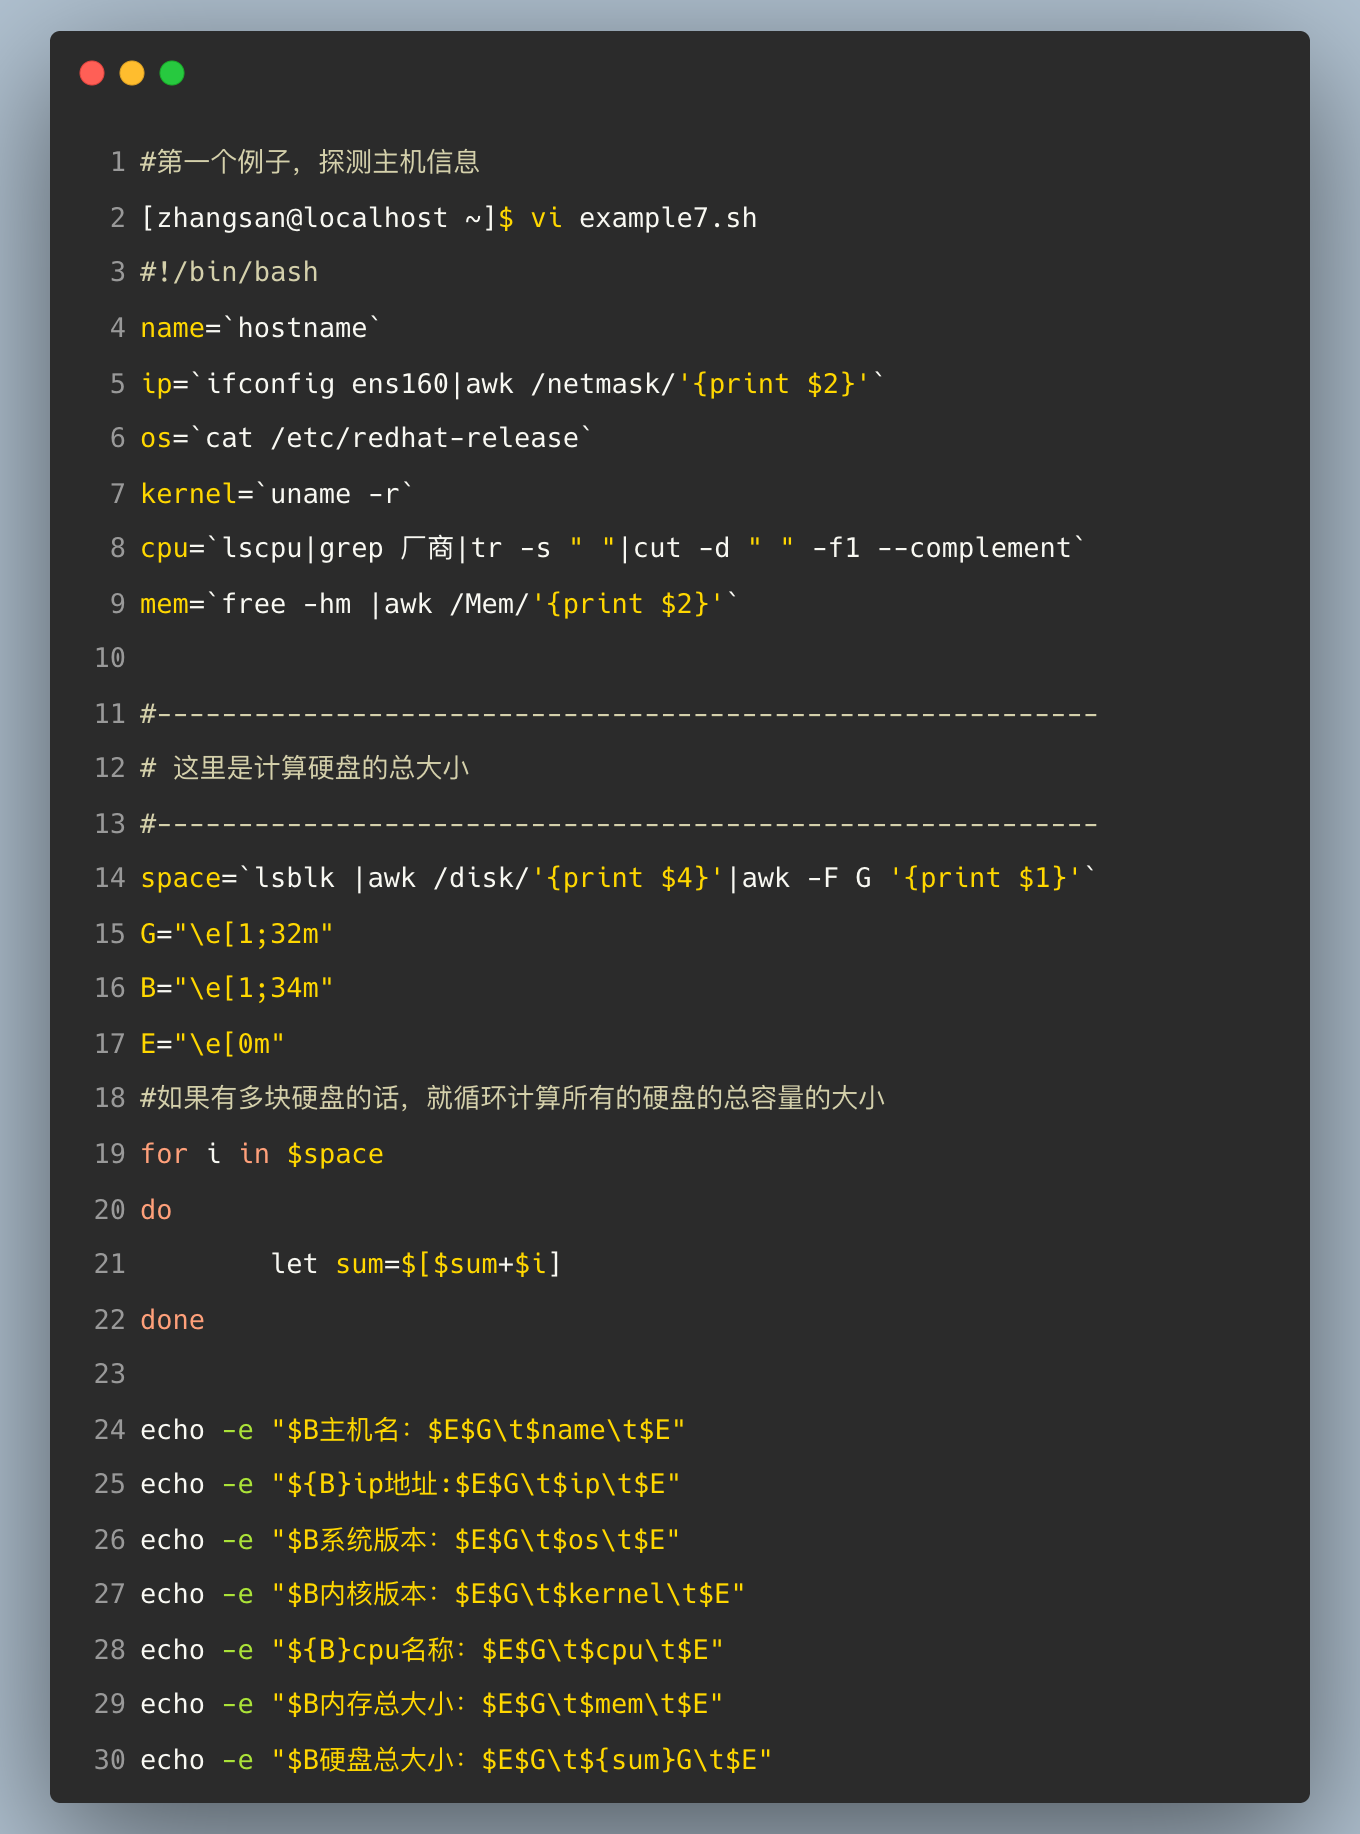 1 #第一个例子，探测主机信息
2 [zhangsan@localhost ~]$ vi example7.sh
3 #!/bin/bash
4 name=`hostname`
5 ip=`ifconfig ens160|awk /netmask/'{print $2}'`
6 os=`cat /etc/redhat-release`
7 kernel=`uname -r`
8 cpu=`lscpu|grep 厂商|tr -s " "|cut -d " " -f1 --complement`
9 mem=`free -hm |awk /Mem/'{print $2}'`
10
11 #----------------------------------------------------------
12 # 这里是计算硬盘的总大小
13 #----------------------------------------------------------
14 space=`lsblk |awk /disk/'{print $4}'|awk -F G '{print $1}'`
15 G="\e[1;32m"
16 B="\e[1;34m"
17 E="\e[0m"
18 #如果有多块硬盘的话，就循环计算所有的硬盘的总容量的大小
19 for i in $space
20 do
21         let sum=$[$sum+$i]
22 done
23
24 echo -e "$B主机名：$E$G\t$name\t$E"
25 echo -e "${B}ip地址:$E$G\t$ip\t$E"
26 echo -e "$B系统版本：$E$G\t$os\t$E"
27 echo -e "$B内核版本：$E$G\t$kernel\t$E"
28 echo -e "${B}cpu名称：$E$G\t$cpu\t$E"
29 echo -e "$B内存总大小：$E$G\t$mem\t$E"
30 echo -e "$B硬盘总大小：$E$G\t${sum}G\t$E"